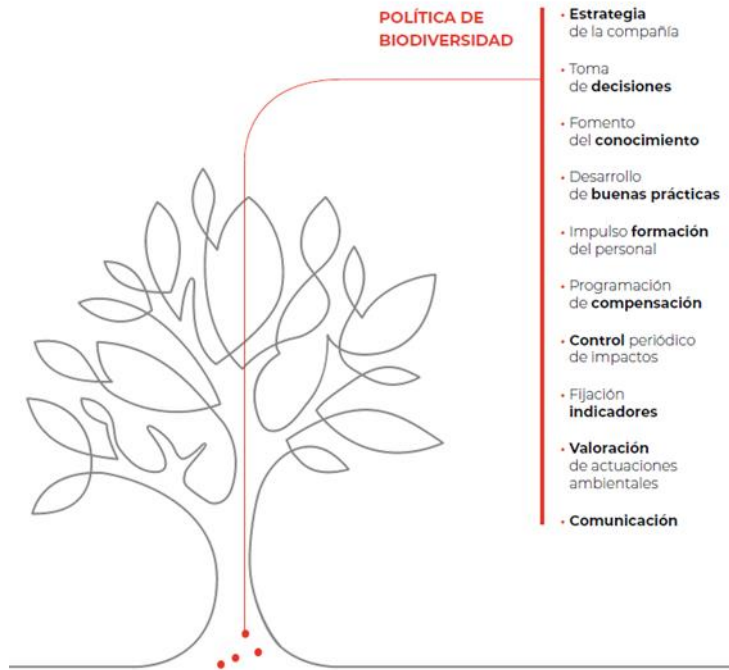 POLÍTICA DE
BIODIVERSIDAD
• Estrategia
de la compañía
• Toma
de decisiones
• Fomento
del conocimiento
• Desarrollo
de buenas prácticas
• Impulso formación
del personal
• Programación
de compensación
• Control periódico
de impactos
• Fijación
indicadores
• Valoración
de actuaciones
ambientales
• Comunicación